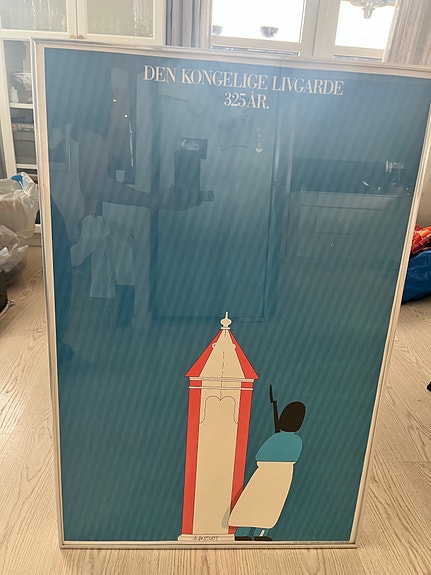 DEN KONGELIGE LIVGARDE
325 ÅR.